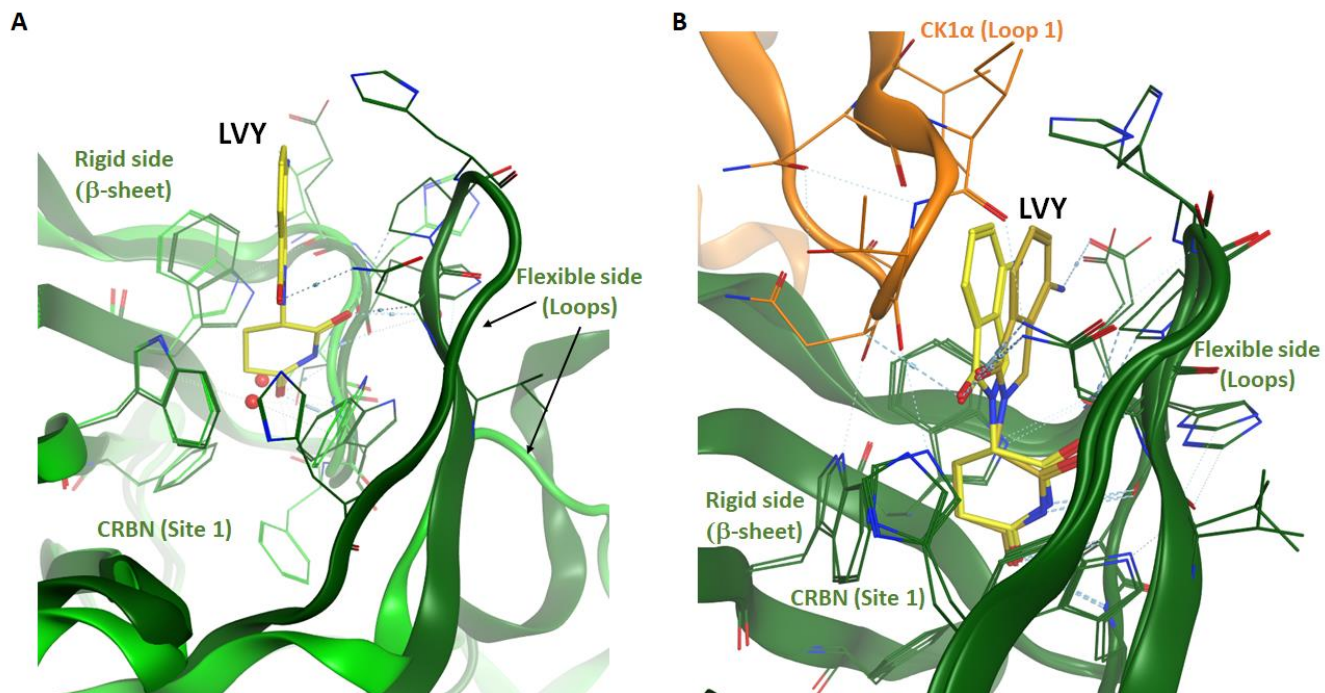 A
LVY
Rigid side
(β-sheet)
Flexible side
(Loops)
CRBN (Site 1)
B
CK1α (Loop 1)
LVY
Flexible side
(Loops)
Rigid side
(β-sheet)
CRBN (Site 1)